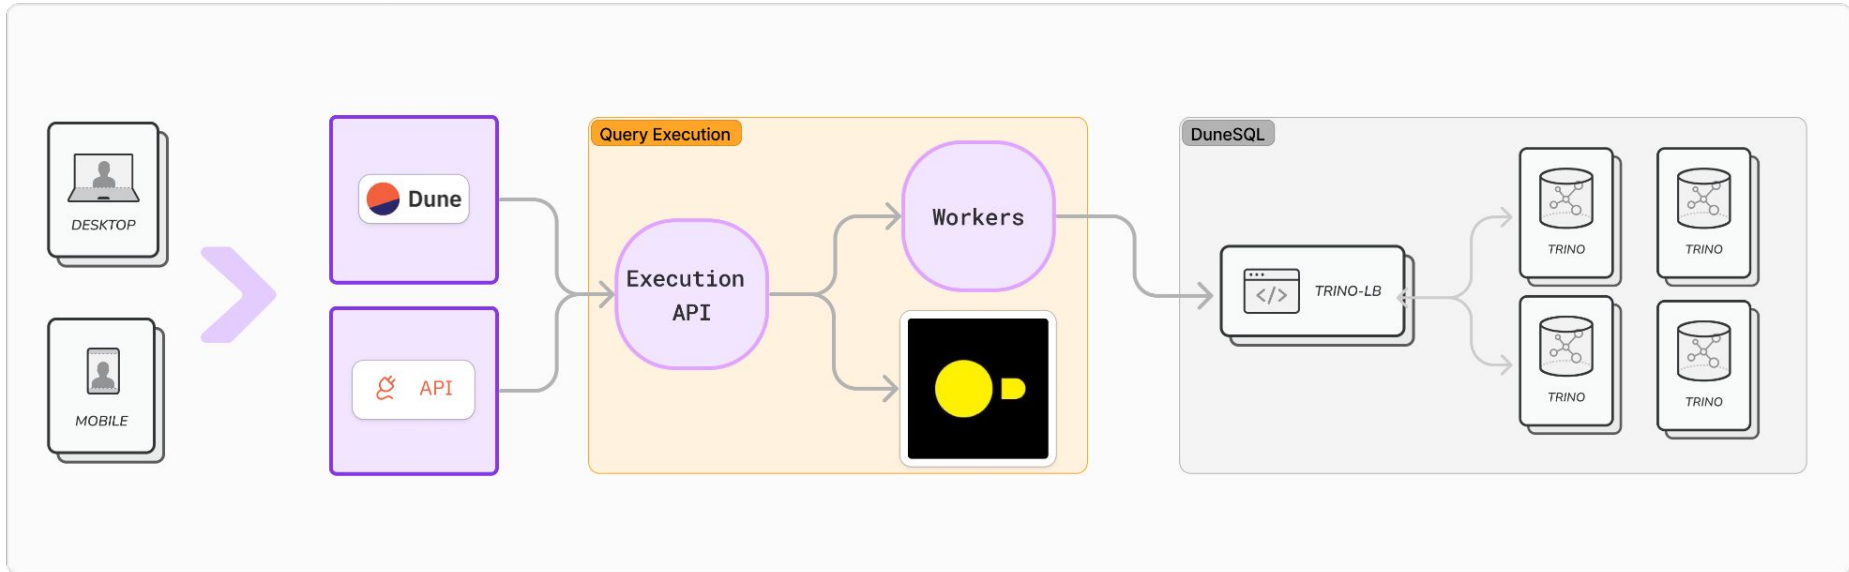 DESKTOP
MOBILE
Dune
API
Query Execution
Execution
API
Workers
DuneSQL
TRINO-LB
TRINO
TRINO
TRINO
TRINO